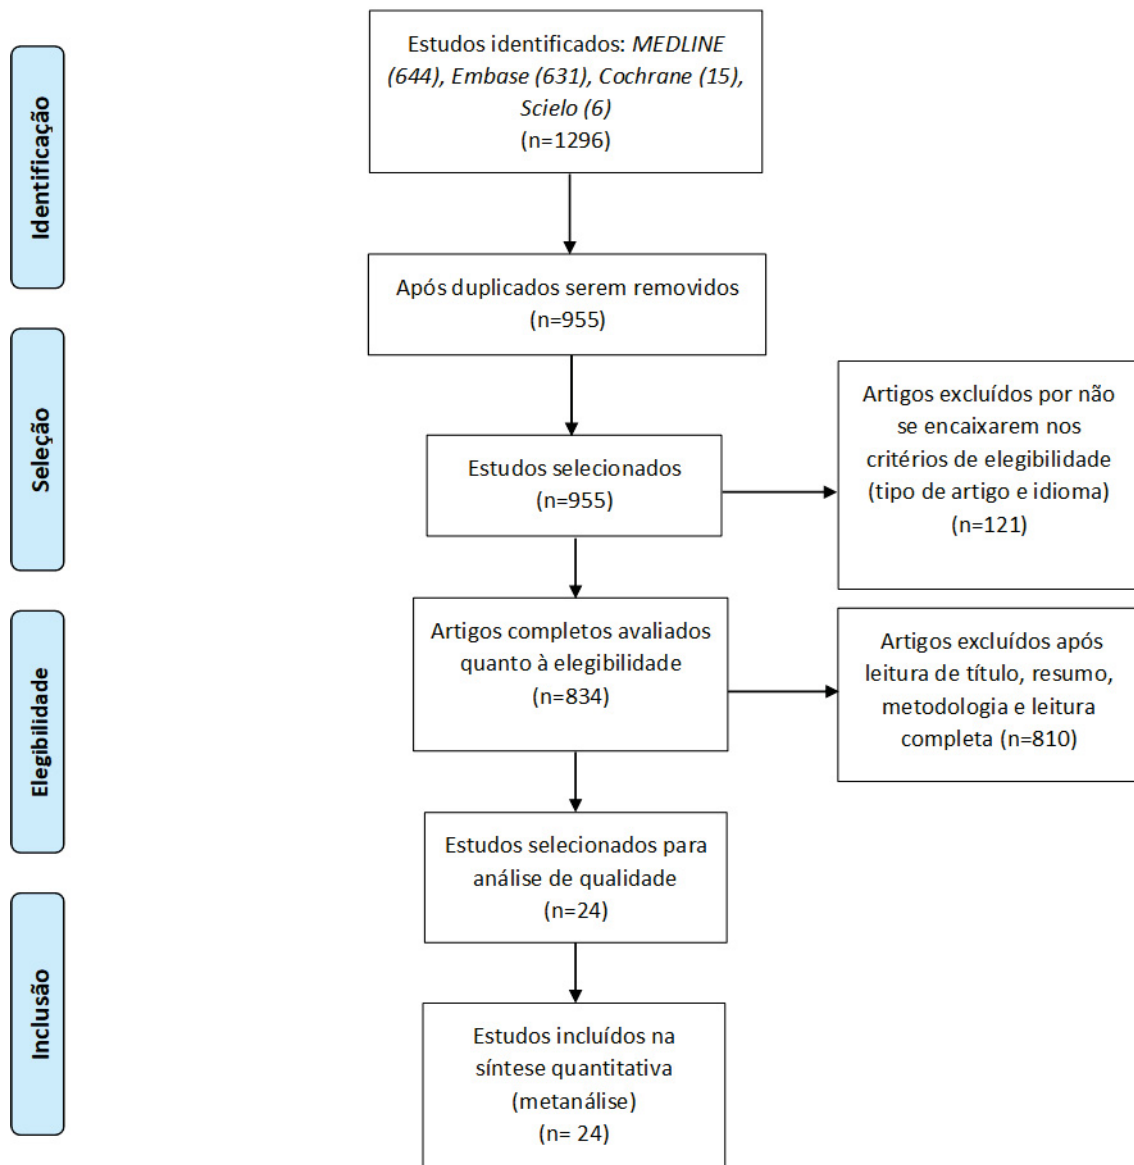 Identificação
Estudos identificados: MEDLINE
(644), Embase (631), Cochrane (15),
Scielo (6)
(n=1296)
Após duplicados serem removidos
(n=955)
Seleção
Estudos selecionados
(n=955)
Artigos excluídos por não
se encaixarem nos
critérios de elegibilidade
(tipo de artigo e idioma)
(n=121)
Elegibilidade
Artigos completos avaliados
quanto à elegibilidade
(n=834)
Artigos excluídos após
leitura de título, resumo,
metodologia e leitura
completa (n=810)
Estudos selecionados para
análise de qualidade
(n=24)
Inclusão
Estudos incluídos na
síntese quantitativa
(metanálise)
(n= 24)